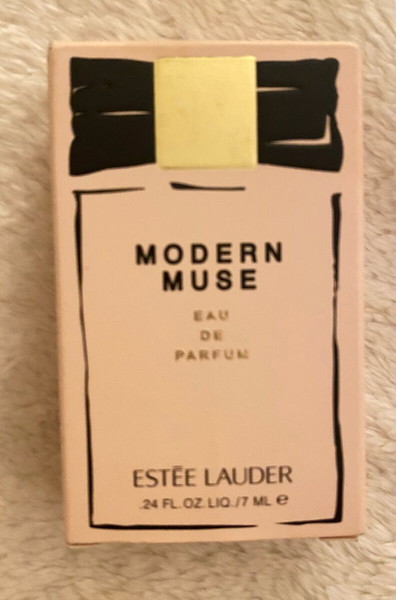 MODERN
MUSE
EAU
DE
PARFUM
ESTĒE LAUDER
.24 FL.OZ.LIQ./7 ML ℮